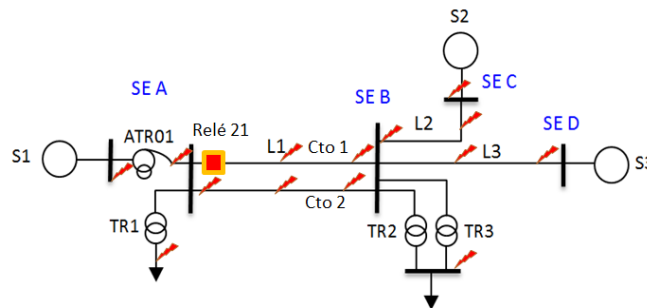 S2
SE A
SE B
SE C
Relé 21
ATR01
L1
Cto 1
L2
SE D
S1
L3
S3
Cto 2
TR1
TR2
TR3